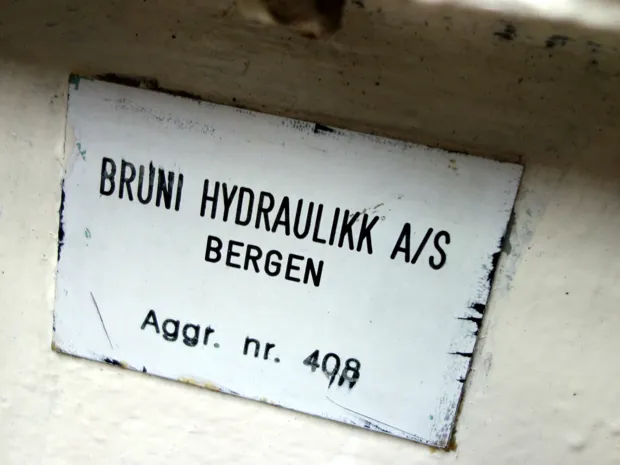 BRUNI HYDRAULIKK A/S
BERGEN
Aggr. nr. 408